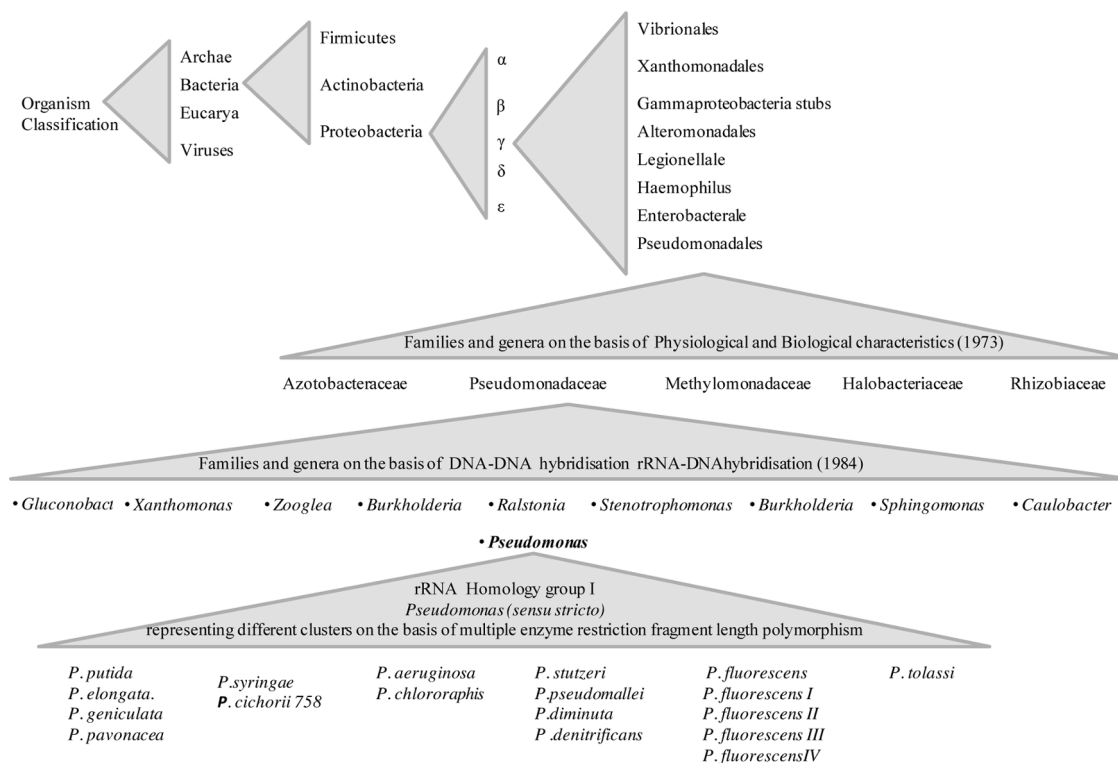 Organism
Classification
Archae
Bacteria
Eucarya
Viruses
Firmicutes
Actinobacteria
Proteobacteria
α
β
γ
δ
ε
Vibrionales
Xanthomonadales
Gammaproteobacteria stubs
Alteromonadales
Legionellale
Haemophilus
Enterobacterale
Pseudomonadales
Families and genera on the basis of Physiological and Biological characteristics (1973)
Azotobacteraceae Pseudomonadaceae Methylomonadaceae Halobacteriaceae Rhizobiaceae
Families and genera on the basis of DNA-DNA hybridisation rRNA-DNAhybridisation (1984)
• Gluconobact • Xanthomonas • Zooglea • Burkholderia • Ralstonia • Stenotrophomonas • Burkholderia • Sphingomonas • Caulobacter
• Pseudomonas
rRNA Homology group I
Pseudomonas (sensu stricto)
representing different clusters on the basis of multiple enzyme restriction fragment length polymorphism
P. putida
P. elongata.
P. geniculata
P. pavonacea
P.syringae
P. cichorii 758
P. aeruginosa
P. chlororaphis
P. stutzeri
P.pseudomallei
P.diminuta
P. denitrificans
P. fluorescens
P. fluorescens I
P. fluorescens II
P. fluorescens III
P. fluorescensIV
P. tolassi